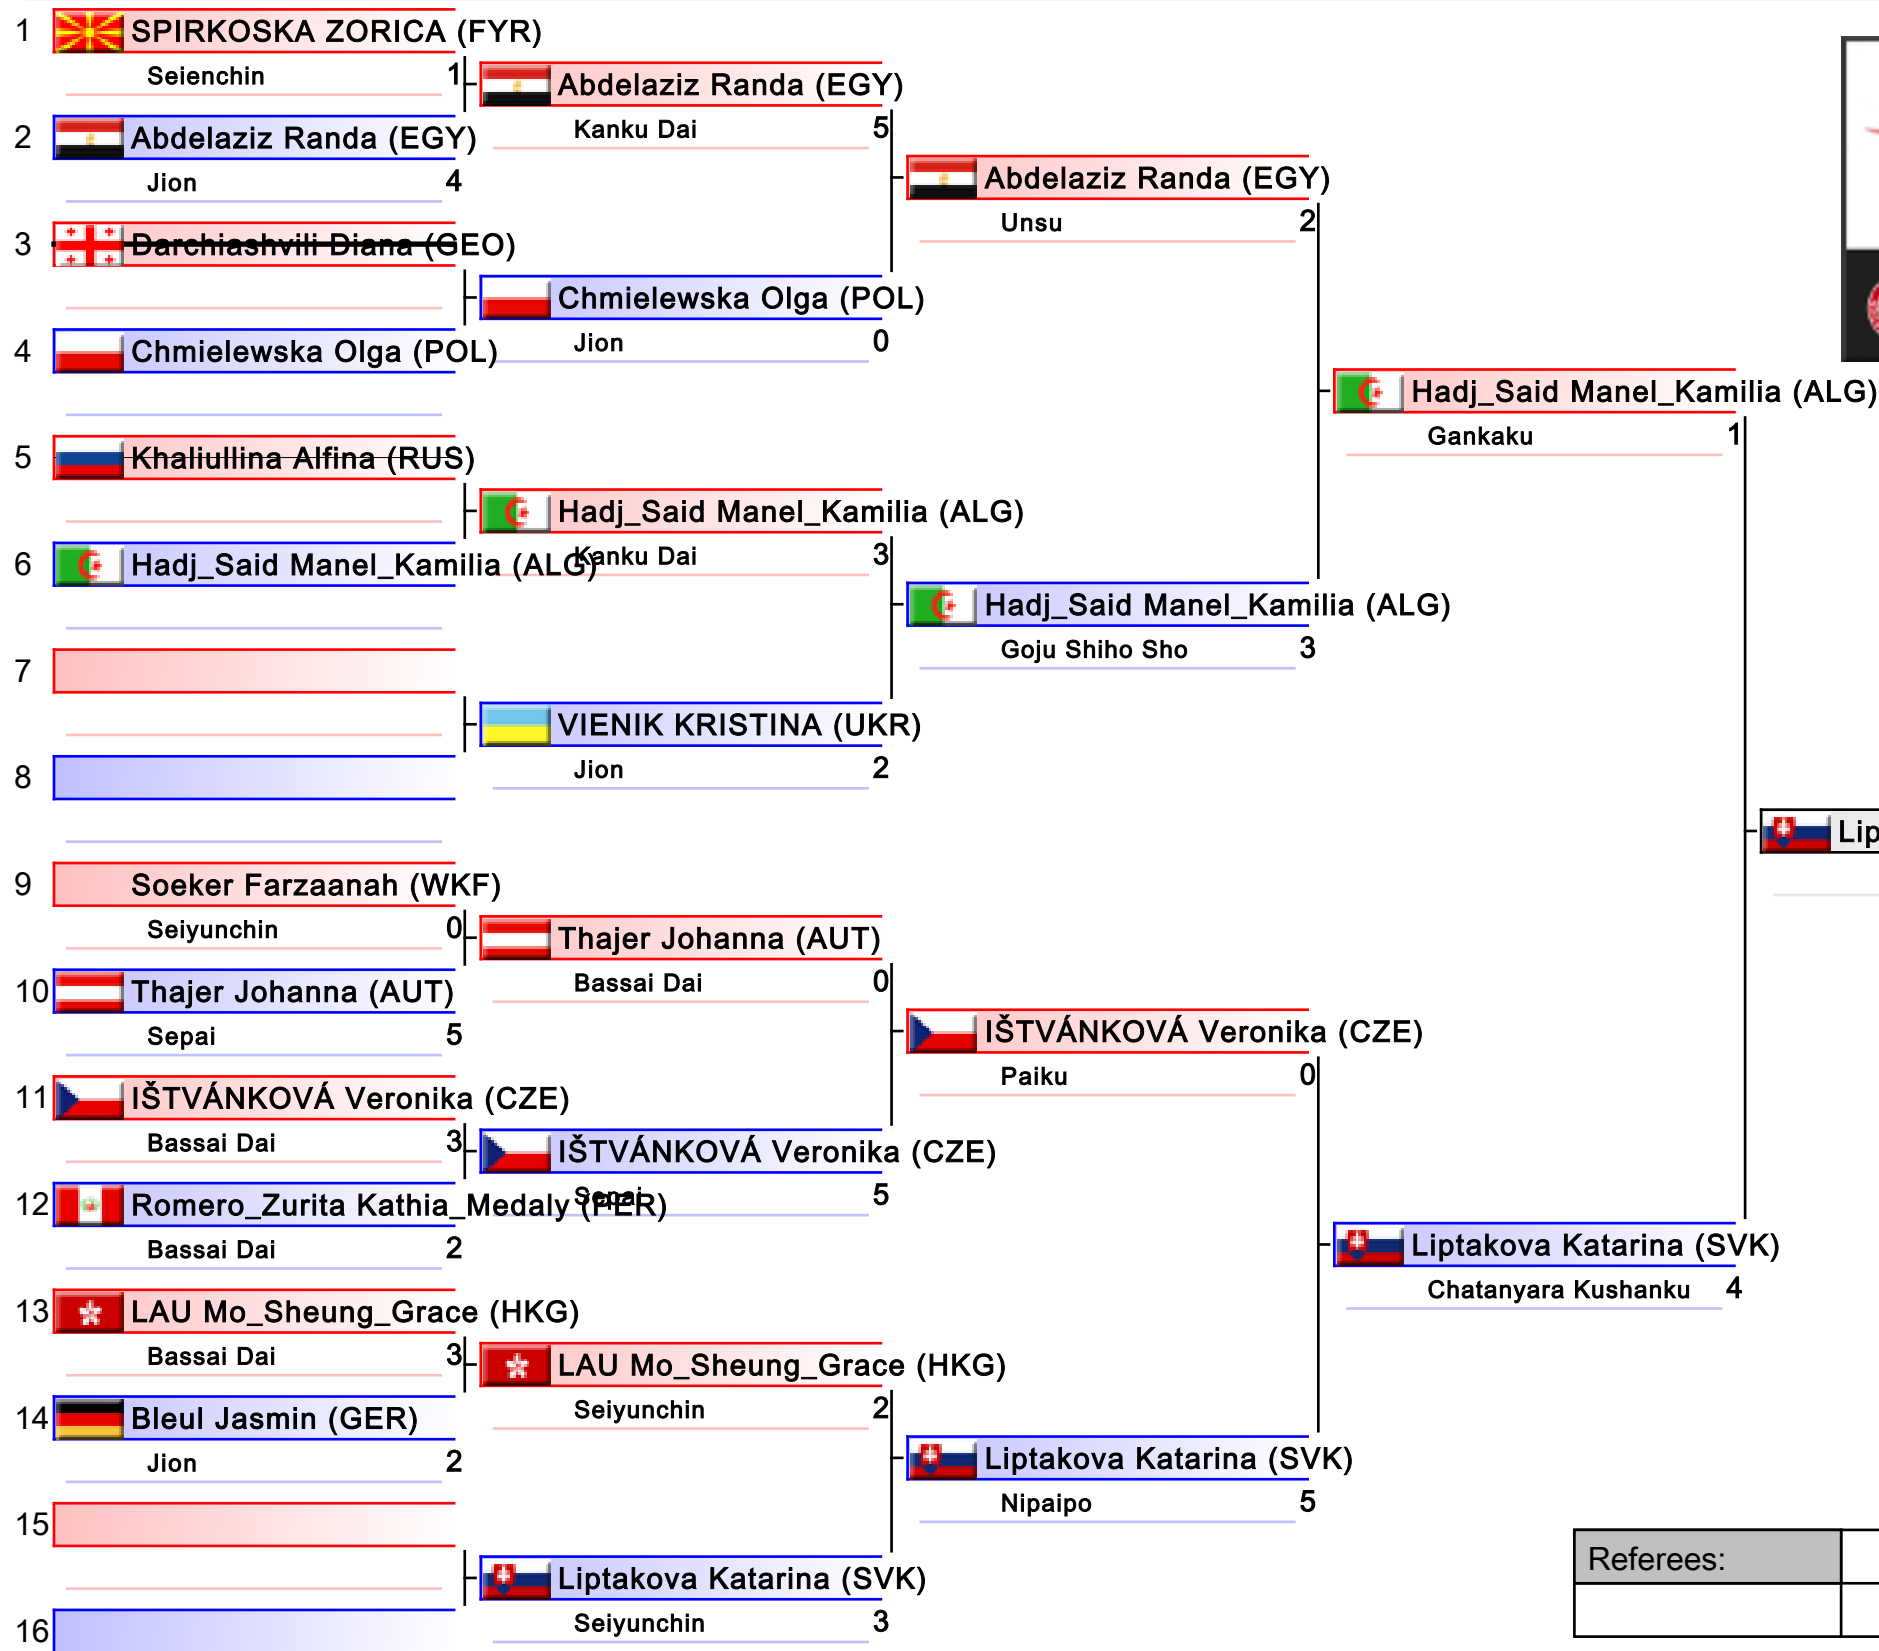 1 SPIRKOSKA ZORICA (FYR)
Seienchin 1
2 Abdelaziz Randa (EGY)
Jion 4
3 Darchiashvili Diana (GEO)
4 Chmielewska Olga (POL)
5 Khaliullina Alfina (RUS)
6 Hadj_Said Manel_Kamilia (ALG)
7
8
9 Soeker Farzaanah (WKF)
Seiyunchin 0
10 Thajer Johanna (AUT)
Sepai 5
11 IŠTVÁNKOVÁ Veronika (CZE)
Bassai Dai 3
12 Romero_Zurita Kathia_Medaly (PER)
Bassai Dai 2
13 LAU Mo_Sheung_Grace (HKG)
Bassai Dai 3
14 Bleul Jasmin (GER)
Jion 2
15
16
Abdelaziz Randa (EGY)
Kanku Dai 5
Chmielewska Olga (POL)
Jion 0
Hadj_Said Manel_Kamilia (ALG)
Kanku Dai 3
VIENIK KRISTINA (UKR)
Jion 2
Thajer Johanna (AUT)
Bassai Dai 0
IŠTVÁNKOVÁ Veronika (CZE)
Sepai 5
LAU Mo_Sheung_Grace (HKG)
Seiyunchin 2
Liptakova Katarina (SVK)
Seiyunchin 3
Abdelaziz Randa (EGY)
Unsu 2
Hadj_Said Manel_Kamilia (ALG)
Goju Shiho Sho 3
IŠTVÁNKOVÁ Veronika (CZE)
Paiku 0
Liptakova Katarina (SVK)
Nipaipo 5
Hadj_Said Manel_Kamilia (ALG)
Gankaku 1
Liptakova Katarina (SVK)
Chatanyara Kushanku 4
Lip
Referees: